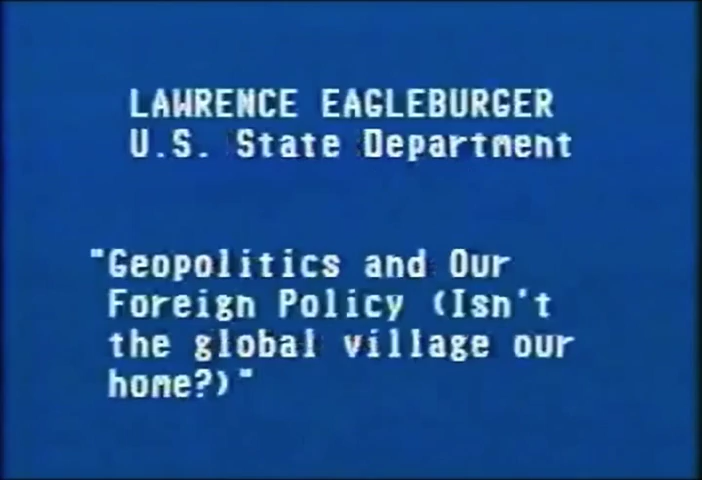 LAWRENCE EAGLEBURGER
U.S. State Department
"Geopolitics and Our
Foreign Policy (Isn't
the global village our
home?)"